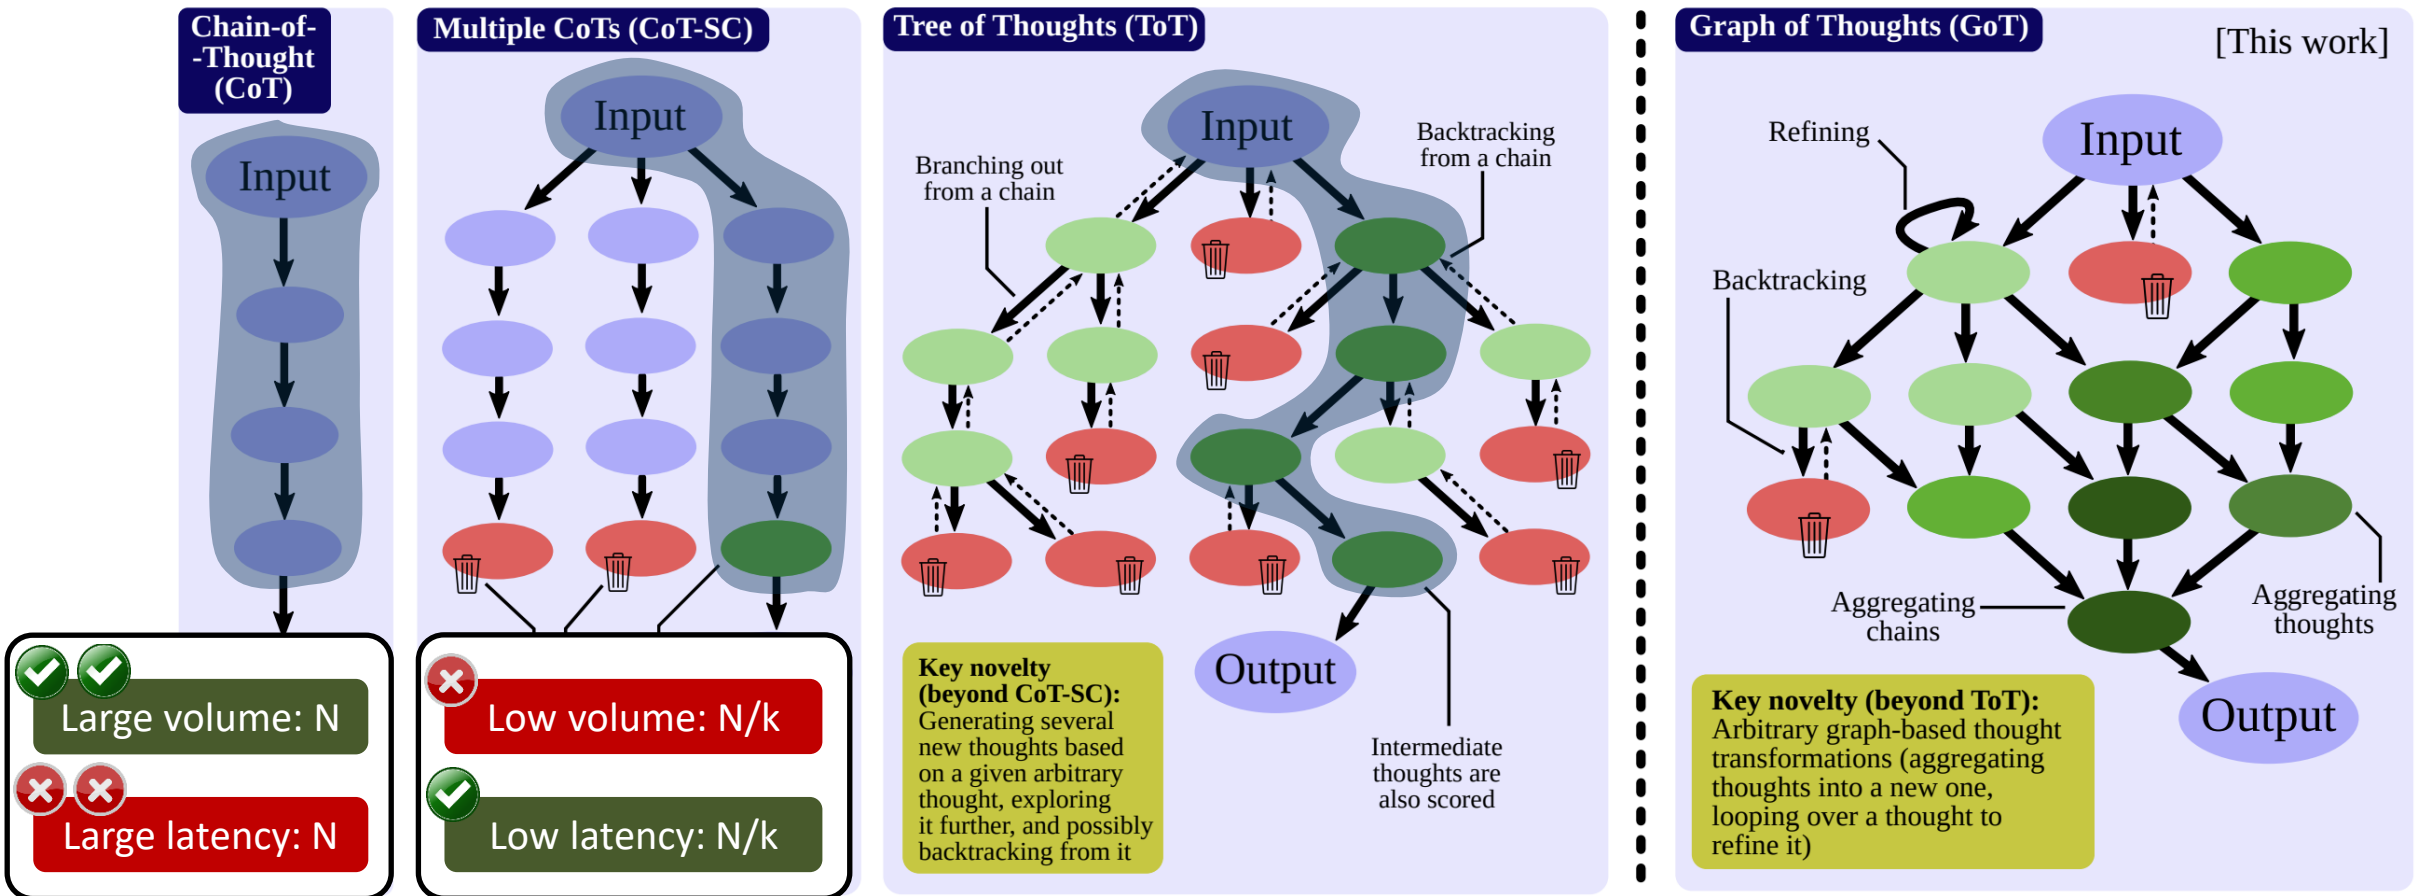 Chain-of-
-Thought
(CoT)
Input
Large volume: N
Large latency: N
Multiple CoTs (CoT-SC)
Input
Low volume: N/k
Low latency: N/k
Tree of Thoughts (ToT)
Input
Branching out
from a chain
Backtracking
from a chain
Key novelty
(beyond CoT-SC):
Generating several
new thoughts based
on a given arbitrary
thought, exploring
it further, and possibly
backtracking from it
Output
Intermediate
thoughts are
also scored
Graph of Thoughts (GoT)
[This work]
Refining
Input
Backtracking
Aggregating
chains
Aggregating
thoughts
Key novelty (beyond ToT):
Arbitrary graph-based thought
transformations (aggregating
thoughts into a new one,
looping over a thought to
refine it)
Output